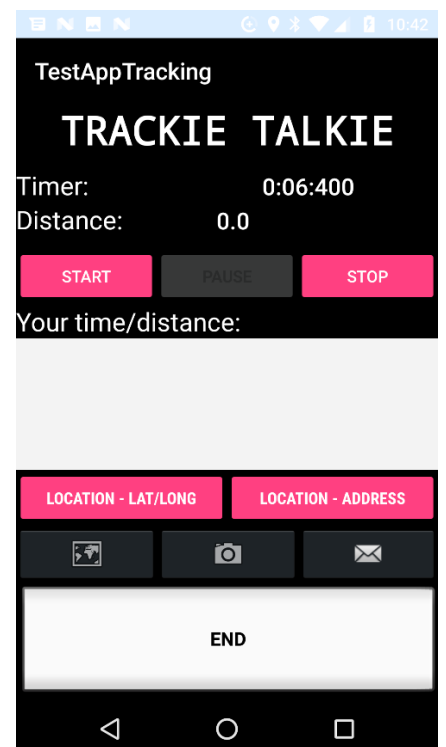 10:42
TestAppTracking
TRACKIE TALKIE
Timer: 0:06:400
Distance: 0.0
START PAUSE STOP
Your time/distance:
LOCATION - LAT/LONG LOCATION - ADDRESS
END